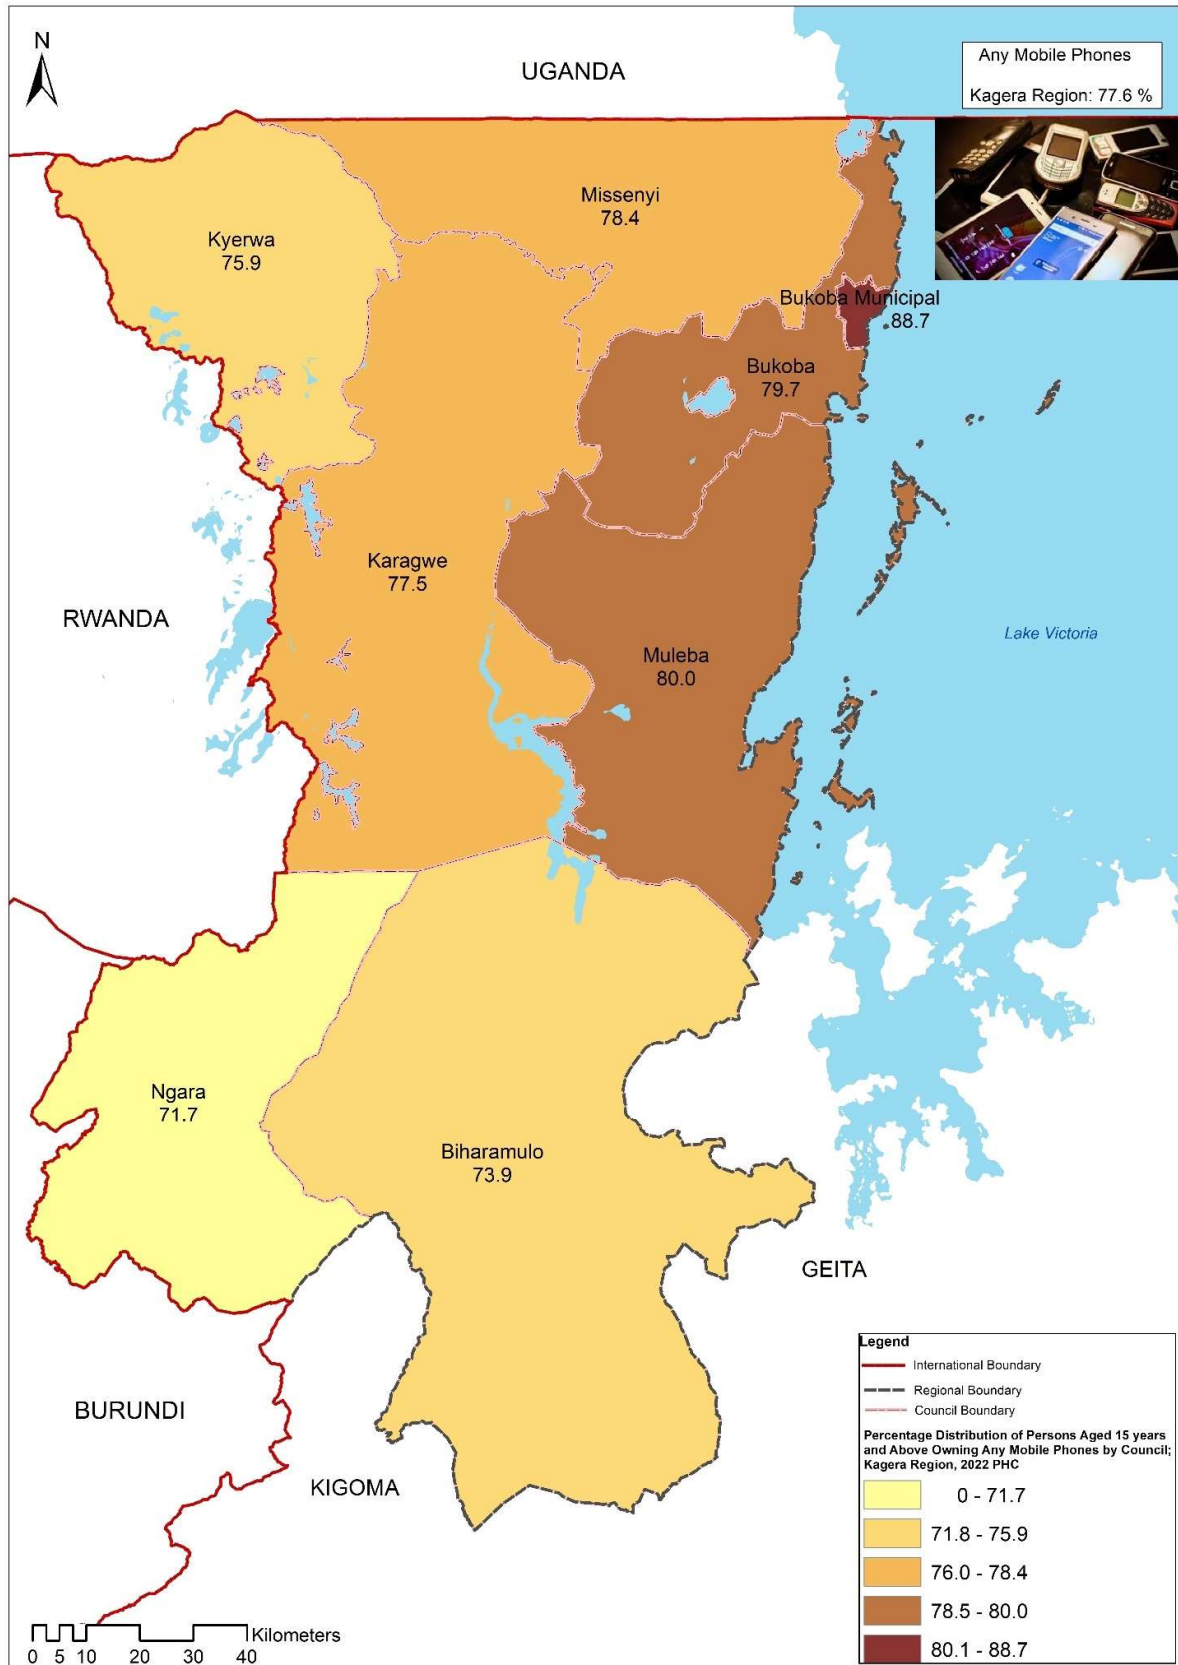 N
UGANDA
Any Mobile Phones
Kagera Region: 77.6 %
Missenyi
78.4
Kyerwa
75.9
Bukoba Municipal
88.7
Bukoba
79.7
Karagwe
77.5
RWANDA
Lake Victoria
Muleba
80.0
Ngara
71.7
Biharamulo
73.9
GEITA
BURUNDI
KIGOMA
Legend
International Boundary
Regional Boundary
Council Boundary
Percentage Distribution of Persons Aged 15 years
and Above Owning Any Mobile Phones by Council;
Kagera Region, 2022 PHC
0 - 71.7
71.8 - 75.9
76.0 - 78.4
78.5 - 80.0
80.1 - 88.7
Kilometers
0 5 10 20 30 40